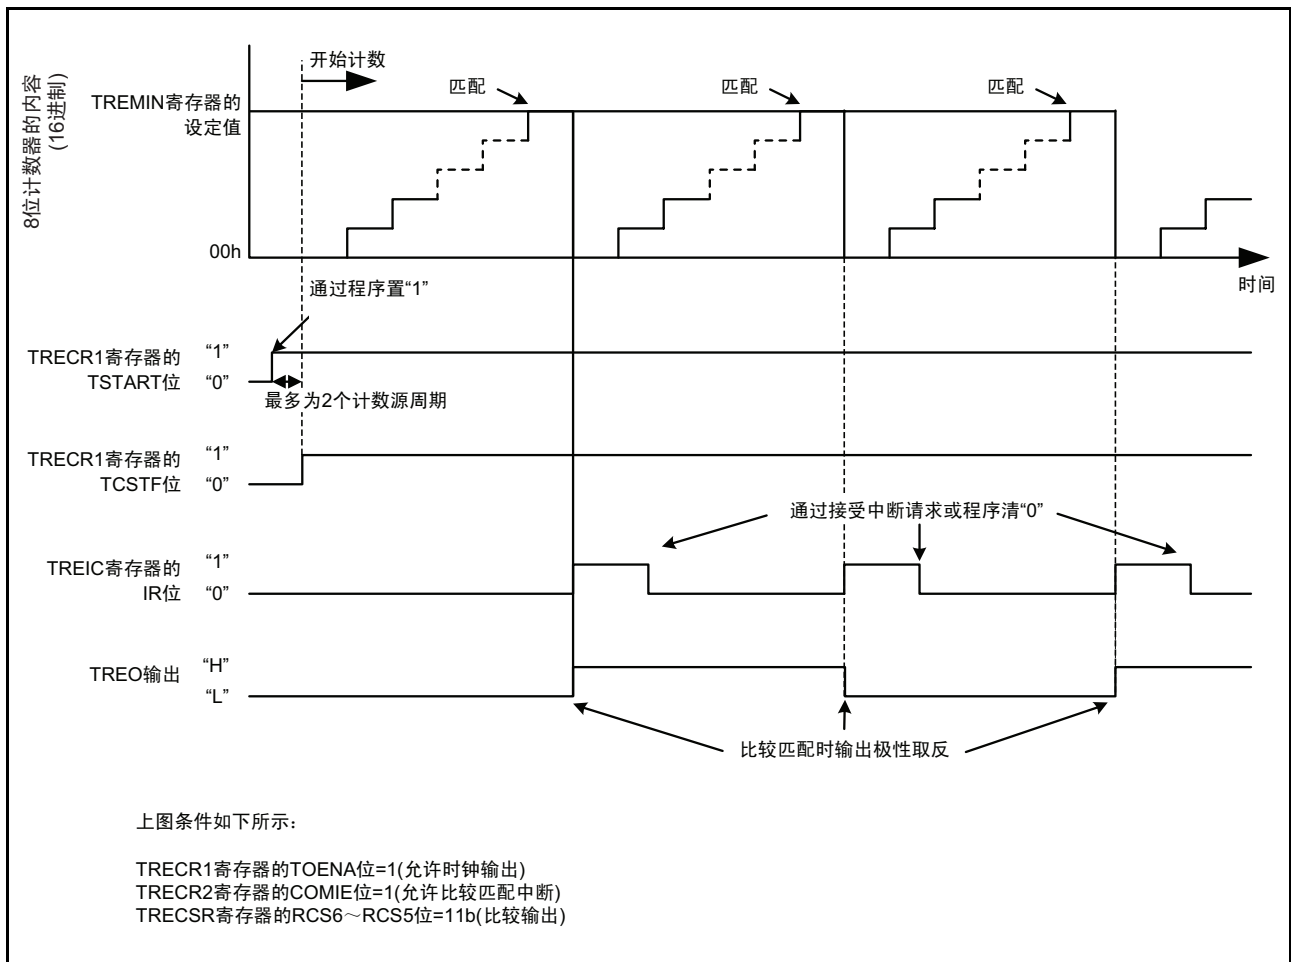 8位计数器的内容
(16进制)
开始计数
TREMIN寄存器的
设定值
匹配
匹配
匹配
00h
时间
通过程序置“1”
TRECR1寄存器的
TSTART位
“1”
“0”
最多为2个计数源周期
TRECR1寄存器的
TCSTF位
“1”
“0”
通过接受中断请求或程序清“0”
TREIC寄存器的
IR位
“1”
“0”
TREO输出
“H”
“L”
比较匹配时输出极性取反
上图条件如下所示：
TRECR1寄存器的TOENA位=1(允许时钟输出)
TRECR2寄存器的COMIE位=1(允许比较匹配中断)
TRECSR寄存器的RCS6～RCS5位=11b(比较输出)